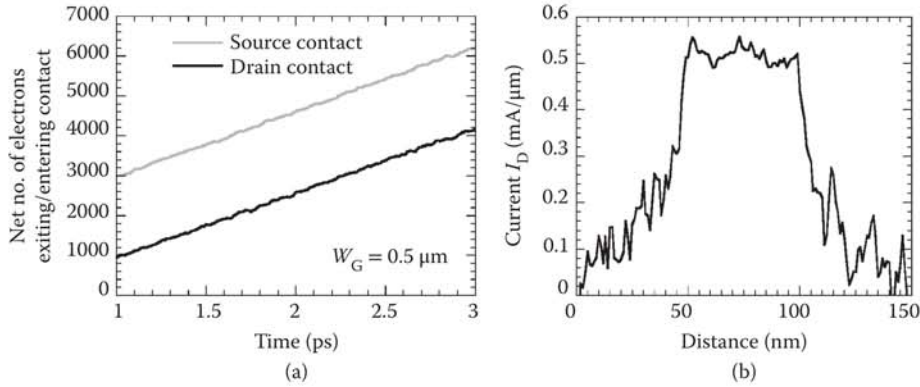 7000
6000
5000
4000
3000
2000
1000
0
Net no. of electrons
exiting/entering contact
Source contact
Drain contact
W_G = 0.5 μm
1 1.5 2 2.5 3
Time (ps)
(a)
0.6
0.5
0.4
0.3
0.2
0.1
0
Current I_D (mA/μm)
0 50 100 150
Distance (nm)
(b)